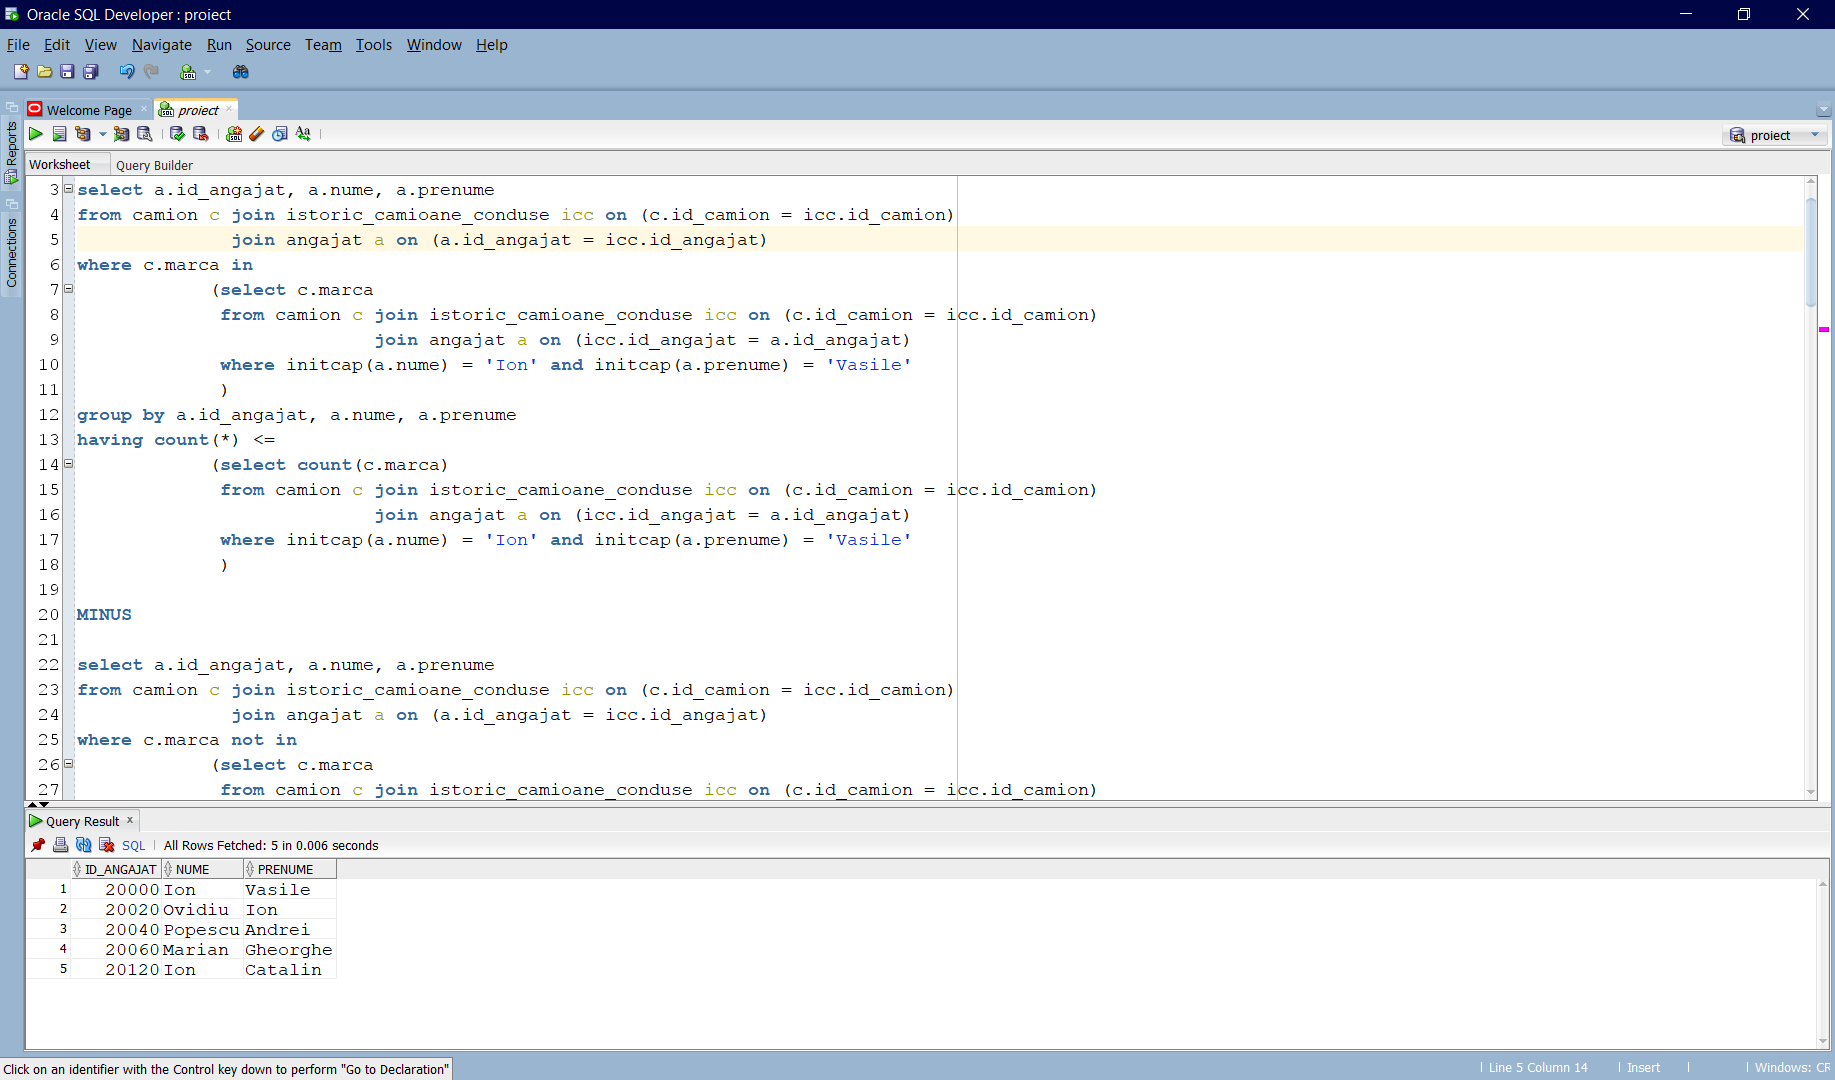 Oracle SQL Developer : proiect
File Edit View Navigate Run Source Team Tools Window Help
Welcome Page
proiect
proiect
Reports
Connections
Worksheet
Query Builder
3 select a.id_angajat, a.nume, a.prenume
4 from camion c join istoric_camioane_conduse icc on (c.id_camion = icc.id_camion)
5 join angajat a on (a.id_angajat = icc.id_angajat)
6 where c.marca in
7 (select c.marca
8 from camion c join istoric_camioane_conduse icc on (c.id_camion = icc.id_camion)
9 join angajat a on (icc.id_angajat = a.id_angajat)
10 where initcap(a.nume) = 'Ion' and initcap(a.prenume) = 'Vasile'
11 )
12 group by a.id_angajat, a.nume, a.prenume
13 having count(*) <=
14 (select count(c.marca)
15 from camion c join istoric_camioane_conduse icc on (c.id_camion = icc.id_camion)
16 join angajat a on (icc.id_angajat = a.id_angajat)
17 where initcap(a.nume) = 'Ion' and initcap(a.prenume) = 'Vasile'
18 )
19
20 MINUS
21
22 select a.id_angajat, a.nume, a.prenume
23 from camion c join istoric_camioane_conduse icc on (c.id_camion = icc.id_camion)
24 join angajat a on (a.id_angajat = icc.id_angajat)
25 where c.marca not in
26 (select c.marca
27 from camion c join istoric_camioane_conduse icc on (c.id_camion = icc.id_camion)
Query Result
SQL | All Rows Fetched: 5 in 0.006 seconds
ID_ANGAJAT NUME PRENUME
1 20000 Ion Vasile
2 20020 Ovidiu Ion
3 20040 Popescu Andrei
4 20060 Marian Gheorghe
5 20120 Ion Catalin
Click on an identifier with the Control key down to perform "Go to Declaration"
Line 5 Column 14 | Insert | | Windows: CR